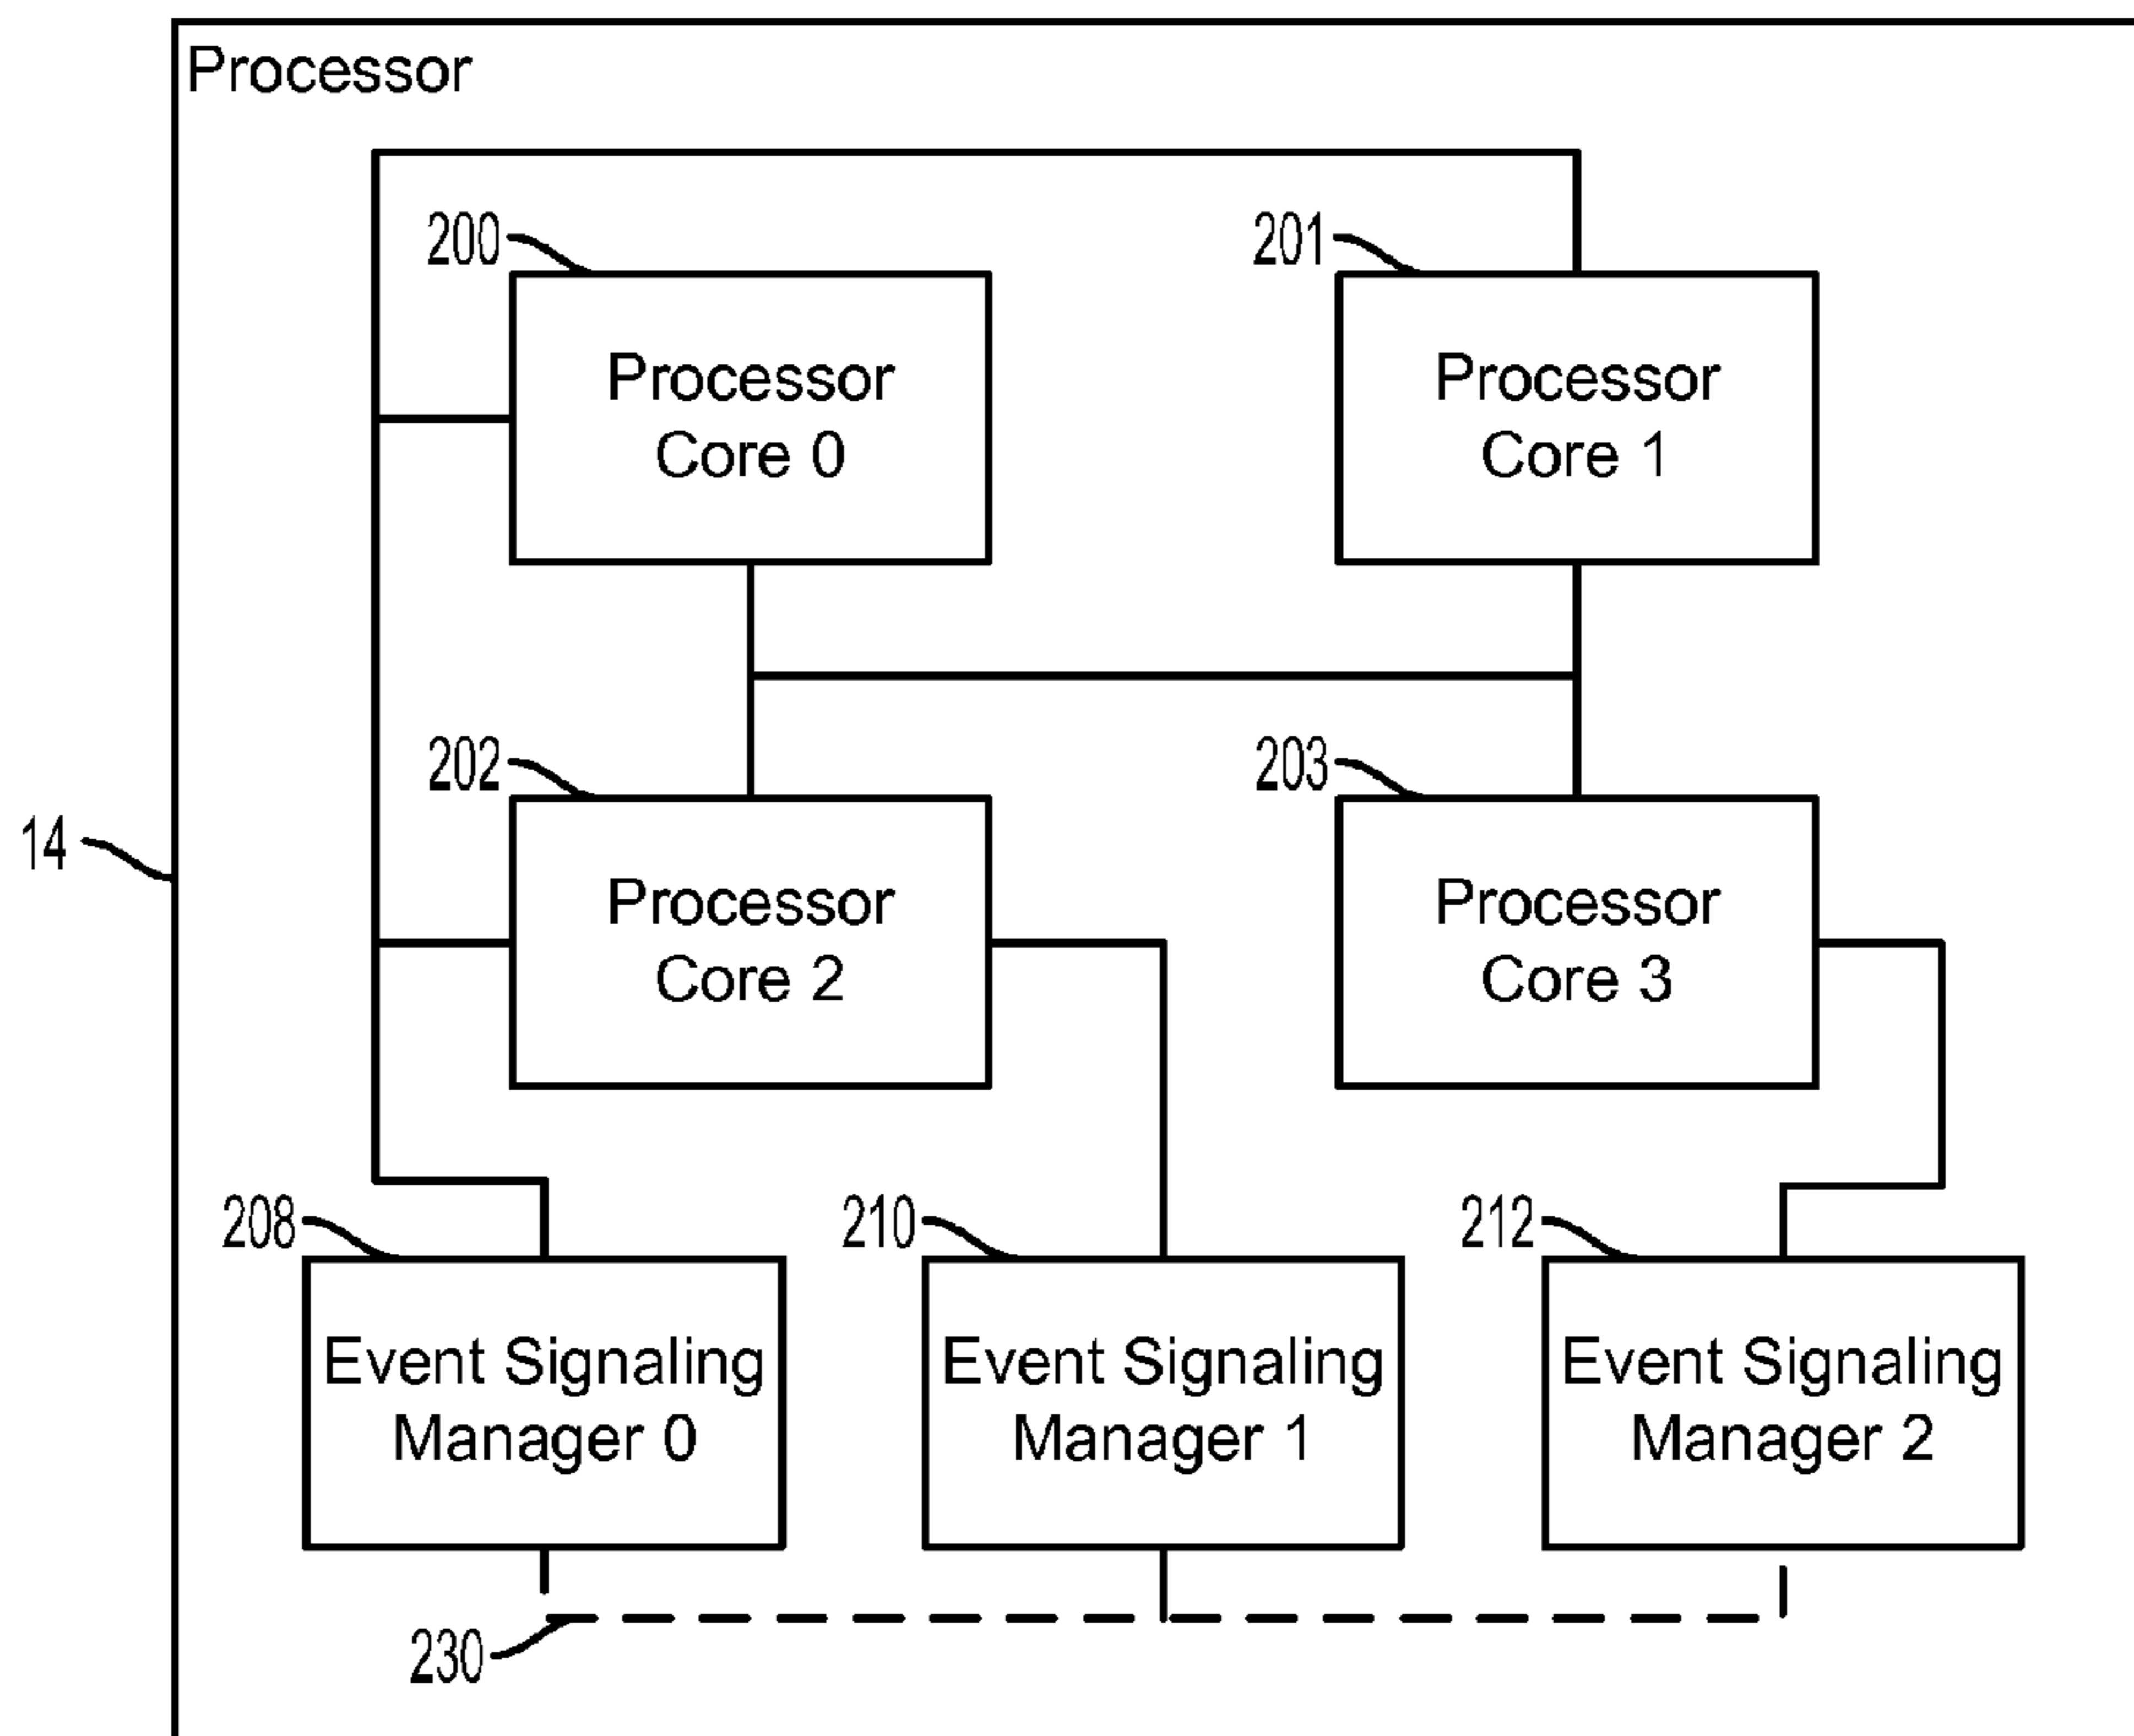 Processor
200
201
Processor
Core 0
Processor
Core 1
202
203
14
Processor
Core 2
Processor
Core 3
208
210
212
Event Signaling
Manager 0
Event Signaling
Manager 1
Event Signaling
Manager 2
230